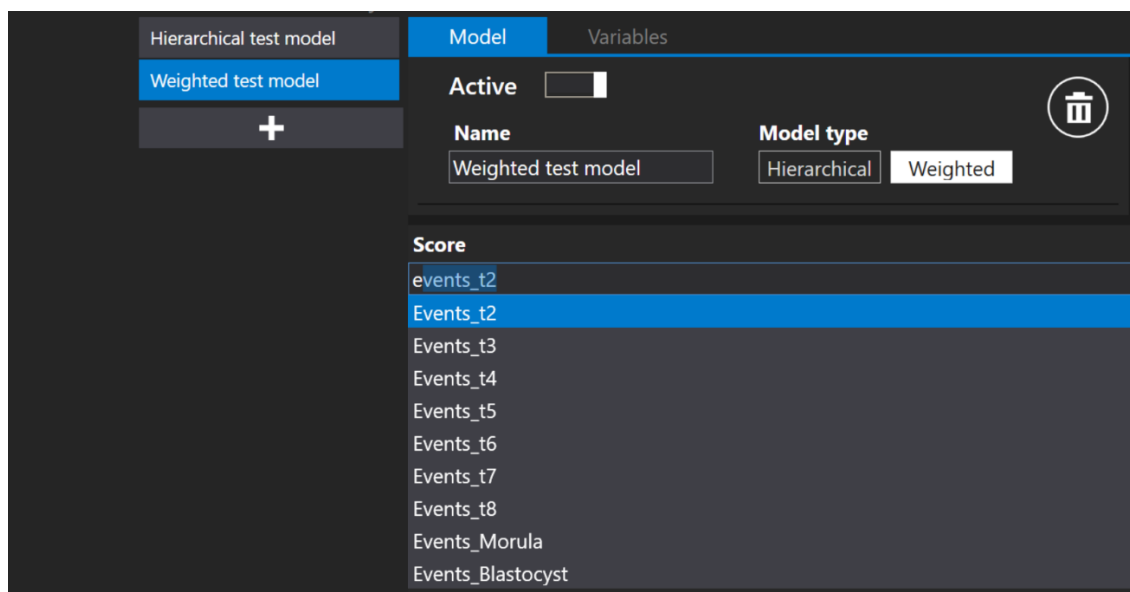 Hierarchical test model
Weighted test model
Model
Variables
Active
Name
Model type
Weighted test model
Hierarchical
Weighted
Score
events_t2
Events_t2
Events_t3
Events_t4
Events_t5
Events_t6
Events_t7
Events_t8
Events_Morula
Events_Blastocyst